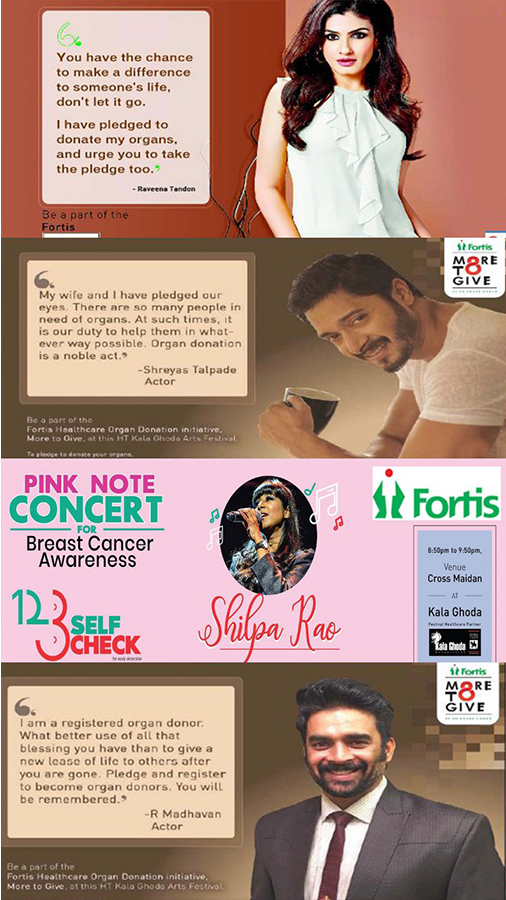 You have the chance
to make a difference
to someone's life,
don't let it go.
I have pledged to
donate my organs,
and urge you to take
the pledge too.”
- Raveena Tandon
Be a part of the
Fortis
Fortis
M8RE
T8
GIVE
“
My wife and I have pledged our
eyes. There are so many people in
need of organs. At such times, it
is our duty to help them in what-
ever way possible. Organ donation
is a noble act.”
-Shreyas Talpade
Actor
Be a part of the
Fortis Healthcare Organ Donation initiative,
More to Give, at this HT Kala Ghoda Arts Festival.
To pledge to donate your organs,
PINK NOTE
CONCERT
FOR
Breast Cancer
Awareness
123 SELF
CHECK
Shilpa Rao
Fortis
8:50pm to 9:50pm,
Venue
Cross Maidan
AT
Kala Ghoda
Festival Healthcare Partner
Kala Ghoda
Fortis
MORE
T8
GIVE
“
I am a registered organ donor.
What better use of all that
blessing you have than to give a
new lease of life to others after
you are gone. Pledge and register
to become organ donors. You will
be remembered.”
-R Madhavan
Actor
Be a part of the
Fortis Healthcare Organ Donation initiative,
More to Give, at this HT Kala Ghoda Arts Festival.